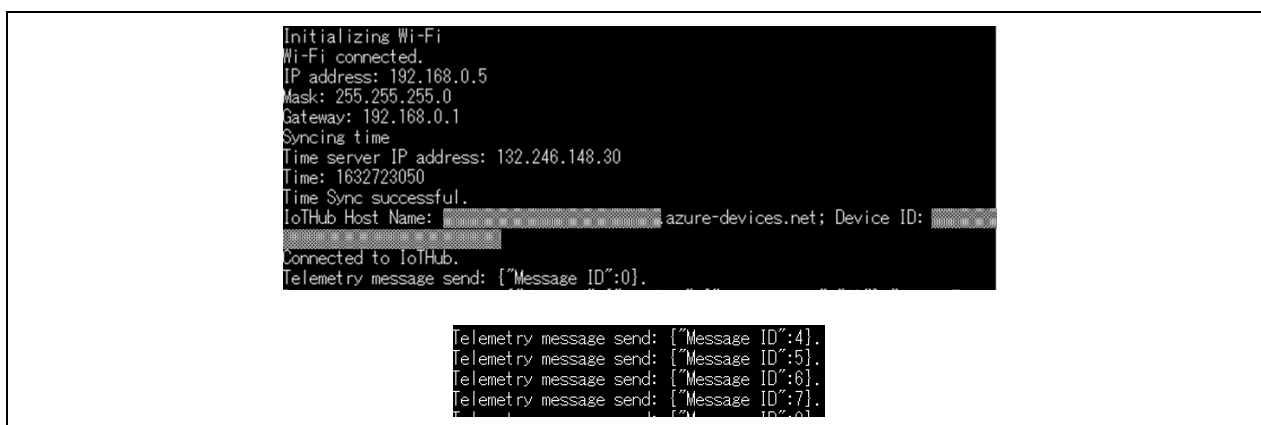 Initializing Wi-Fi
Wi-Fi connected.
IP address: 192.168.0.5
Mask: 255.255.255.0
Gateway: 192.168.0.1
Syncing time
Time server IP address: 132.246.148.30
Time: 1632723050
Time Sync successful.
IoTHub Host Name: .azure-devices.net; Device ID:
Connected to IoTHub.
Telemetry message send: {"Message ID":0}.
Telemetry message send: {"Message ID":4}.
Telemetry message send: {"Message ID":5}.
Telemetry message send: {"Message ID":6}.
Telemetry message send: {"Message ID":7}.